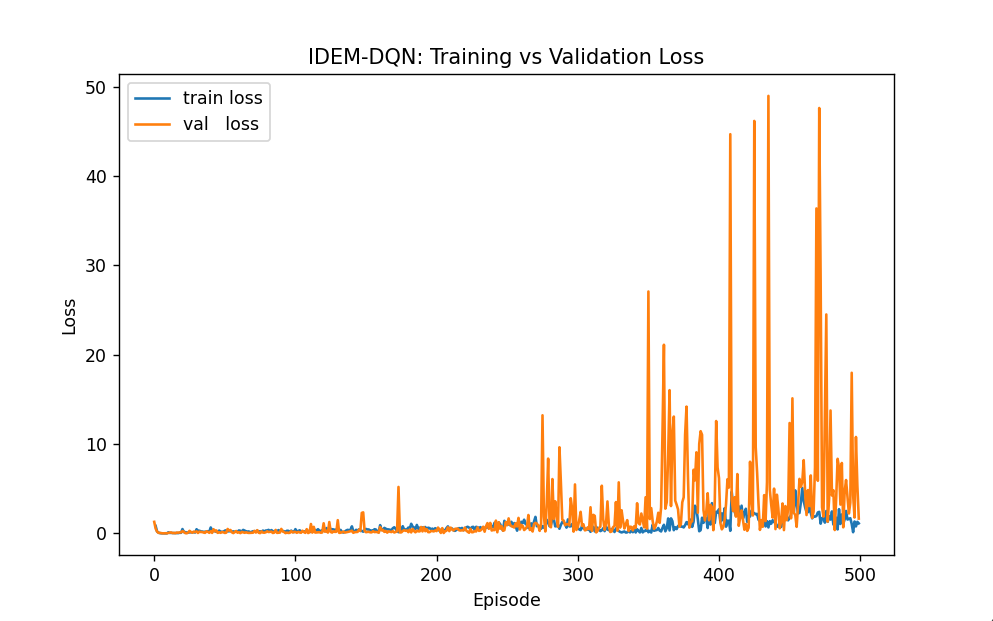 IDEM-DQN: Training vs Validation Loss
train loss
val   loss
50
40
30
20
10
0
Loss
0 100 200 300 400 500
Episode